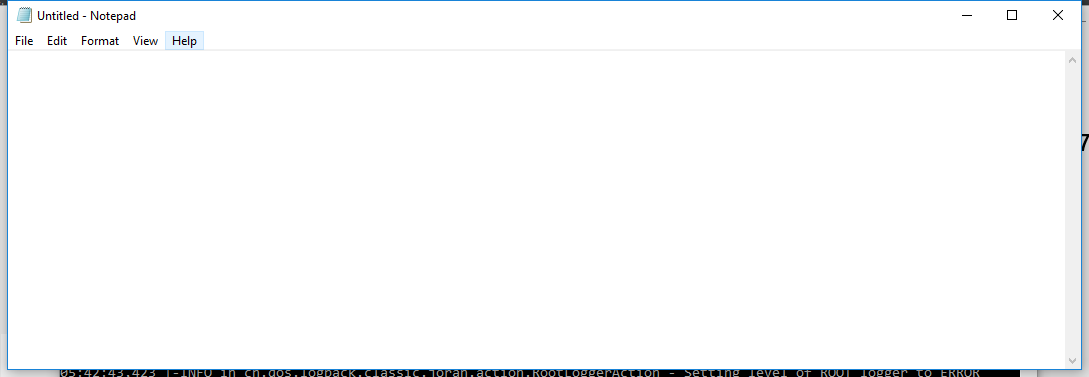 Untitled - Notepad
File Edit Format View Help
7
05:42:43.423 |-INFO in ch.qos.logback.classic.joran.action.RootLoggerAction - Setting level of ROOT logger to ERROR